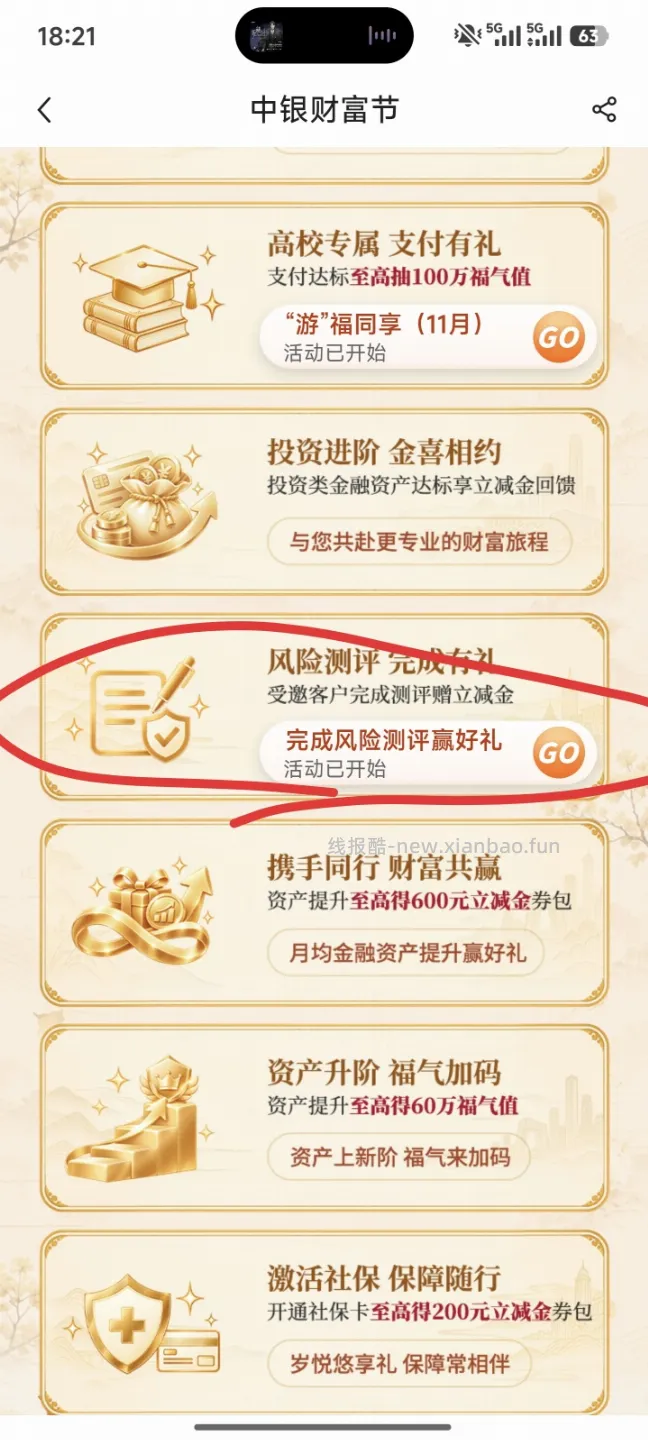 18:21
5G
5G
63
中银财富节
高校专属 支付有礼
支付达标至高抽100万福气值
“游”福同享（11月）
GO
活动已开始
投资进阶 金喜相约
投资类金融资产达标享立减金回馈
与您共赴更专业的财富旅程
风险测评 完成有礼
受邀客户完成测评赠立减金
完成风险测评赢好礼
GO
活动已开始
线报酷-new.xianbao.fun
携手同行 财富共赢
资产提升至高得600元立减金券包
月均金融资产提升赢好礼
资产升阶 福气加码
资产提升至高得60万福气值
资产上新阶 福气来加码
激活社保 保障随行
开通社保卡至高得200元立减金券包
岁悦悠享礼 保障常相伴